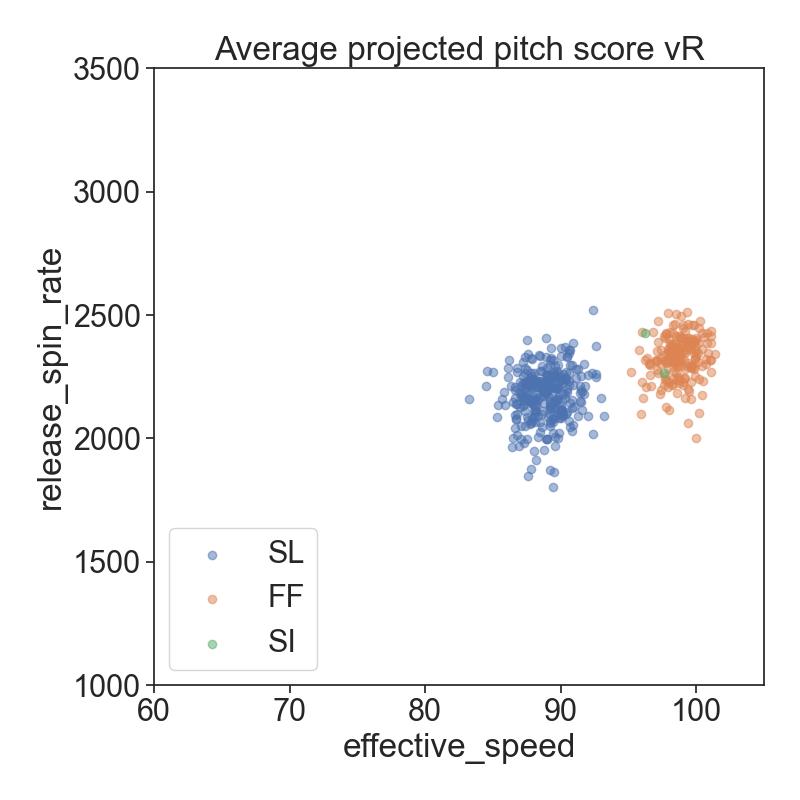 Average projected pitch score vR
3500
3000
2500
2000
1500
1000
release_spin_rate
SL
FF
SI
60 70 80 90 100
effective_speed